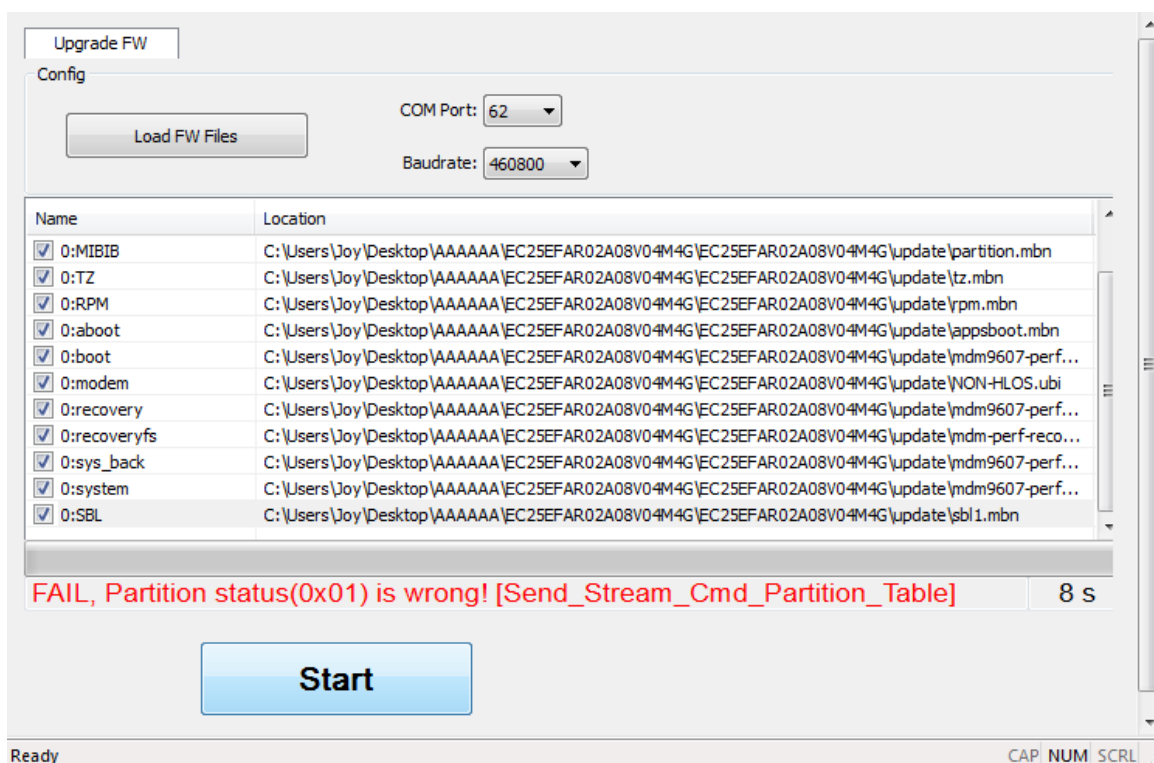 Upgrade FW
Config
Load FW Files
COM Port: 62
Baudrate: 460800
Name Location
0:MIBIB C:\Users\Joy\Desktop\AAAAAA\EC25EFAR02A08V04M4G\EC25EFAR02A08V04M4G\update\partition.mbn
0:TZ C:\Users\Joy\Desktop\AAAAAA\EC25EFAR02A08V04M4G\EC25EFAR02A08V04M4G\update\tz.mbn
0:RPM C:\Users\Joy\Desktop\AAAAAA\EC25EFAR02A08V04M4G\EC25EFAR02A08V04M4G\update\rpm.mbn
0:aboot C:\Users\Joy\Desktop\AAAAAA\EC25EFAR02A08V04M4G\EC25EFAR02A08V04M4G\update\appsboot.mbn
0:boot C:\Users\Joy\Desktop\AAAAAA\EC25EFAR02A08V04M4G\EC25EFAR02A08V04M4G\update\mdm9607-perf...
0:modem C:\Users\Joy\Desktop\AAAAAA\EC25EFAR02A08V04M4G\EC25EFAR02A08V04M4G\update\NON-HLOS.ubi
0:recovery C:\Users\Joy\Desktop\AAAAAA\EC25EFAR02A08V04M4G\EC25EFAR02A08V04M4G\update\mdm9607-perf...
0:recoveryfs C:\Users\Joy\Desktop\AAAAAA\EC25EFAR02A08V04M4G\EC25EFAR02A08V04M4G\update\mdm-perf-reco...
0:sys_back C:\Users\Joy\Desktop\AAAAAA\EC25EFAR02A08V04M4G\EC25EFAR02A08V04M4G\update\mdm9607-perf...
0:system C:\Users\Joy\Desktop\AAAAAA\EC25EFAR02A08V04M4G\EC25EFAR02A08V04M4G\update\mdm9607-perf...
0:SBL C:\Users\Joy\Desktop\AAAAAA\EC25EFAR02A08V04M4G\EC25EFAR02A08V04M4G\update\sbl1.mbn
FAIL, Partition status(0x01) is wrong! [Send_Stream_Cmd_Partition_Table] 8 s
Start
Ready CAP NUM SCRL